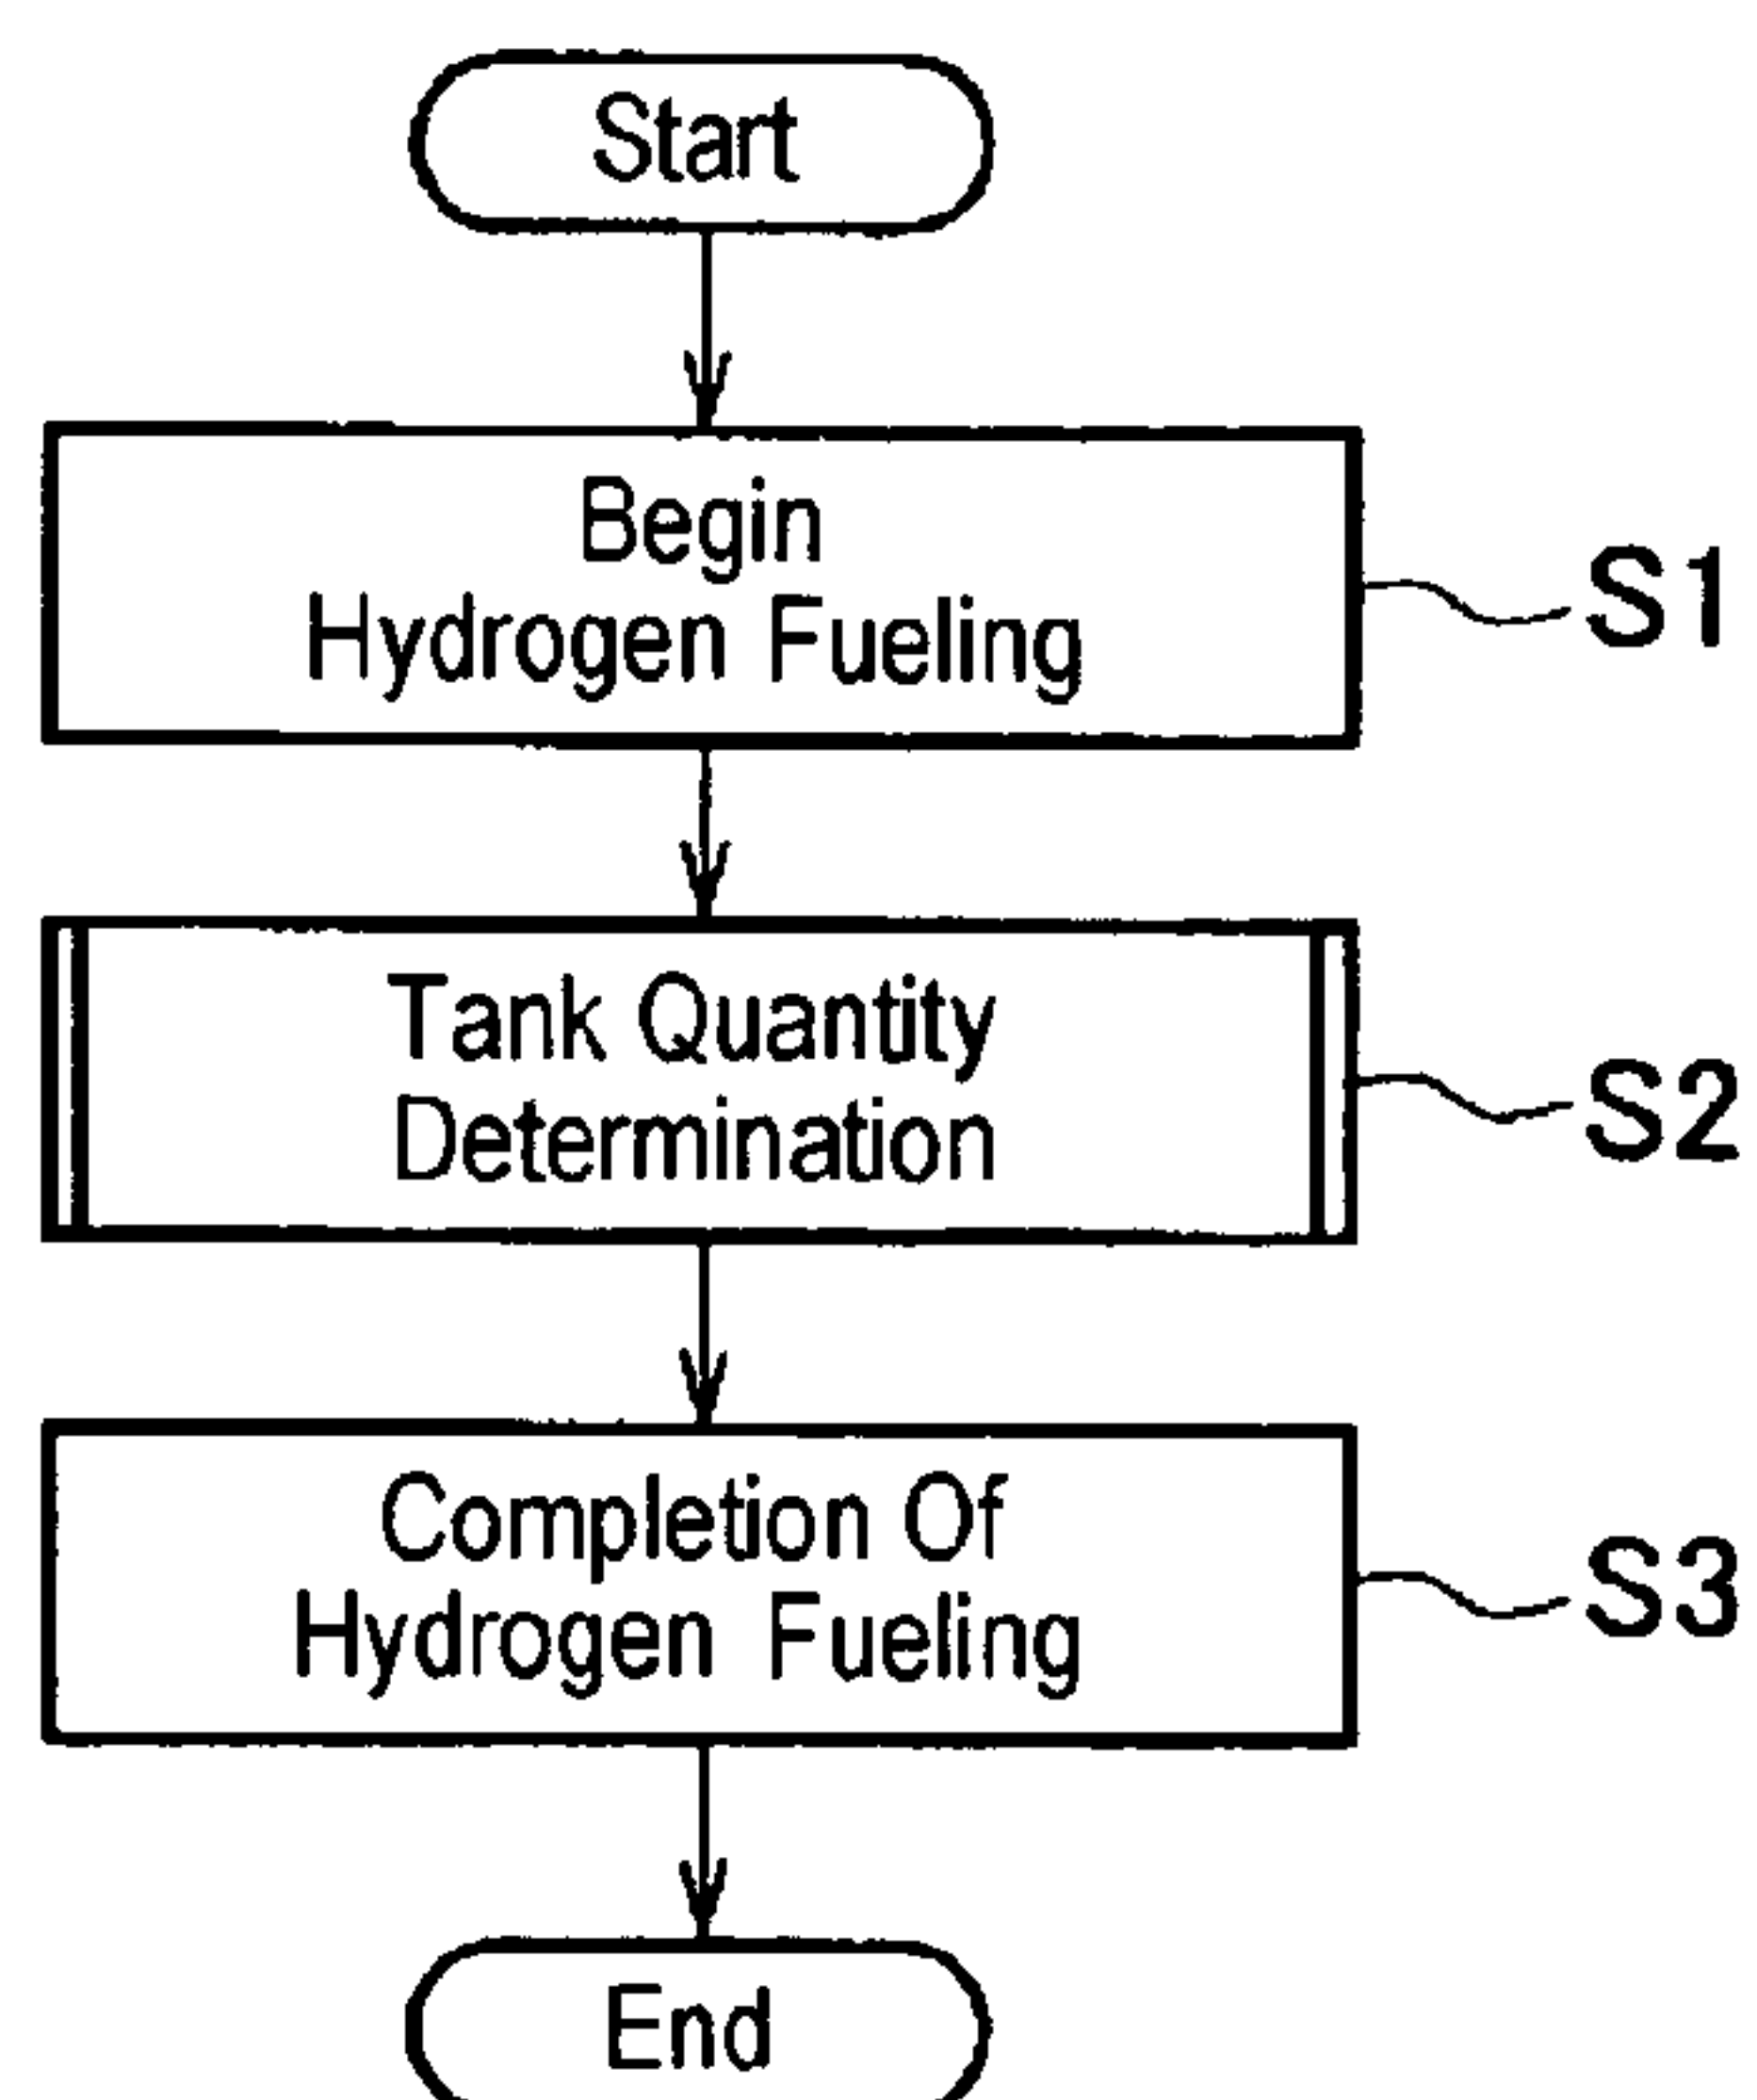 Start
Begin
Hydrogen Fueling
S1
Tank Quantity
Determination
S2
Completion Of
Hydrogen Fueling
S3
End